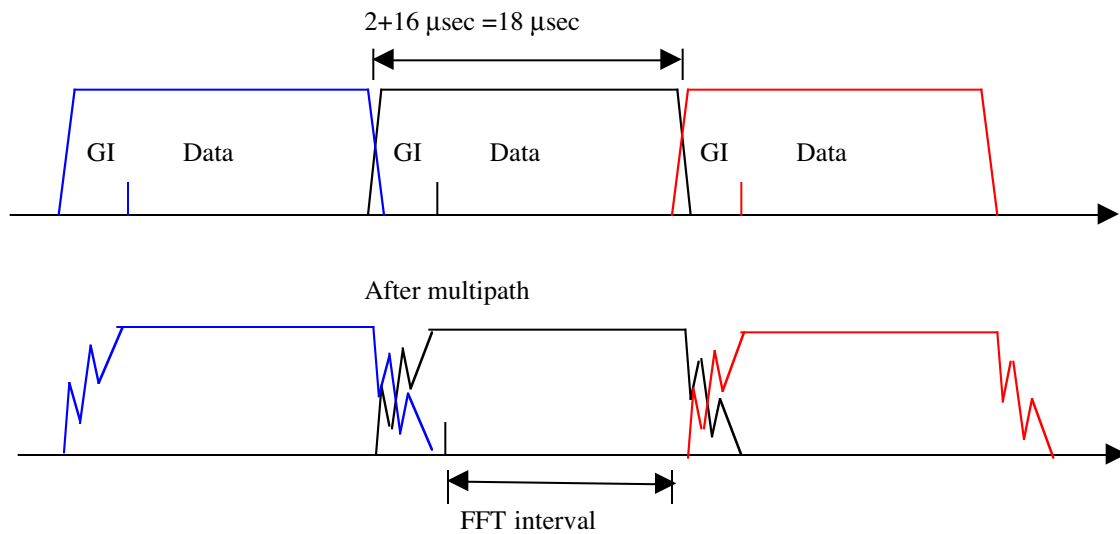 2+16 μsec =18 μsec
GI Data GI Data GI Data
After multipath
FFT interval